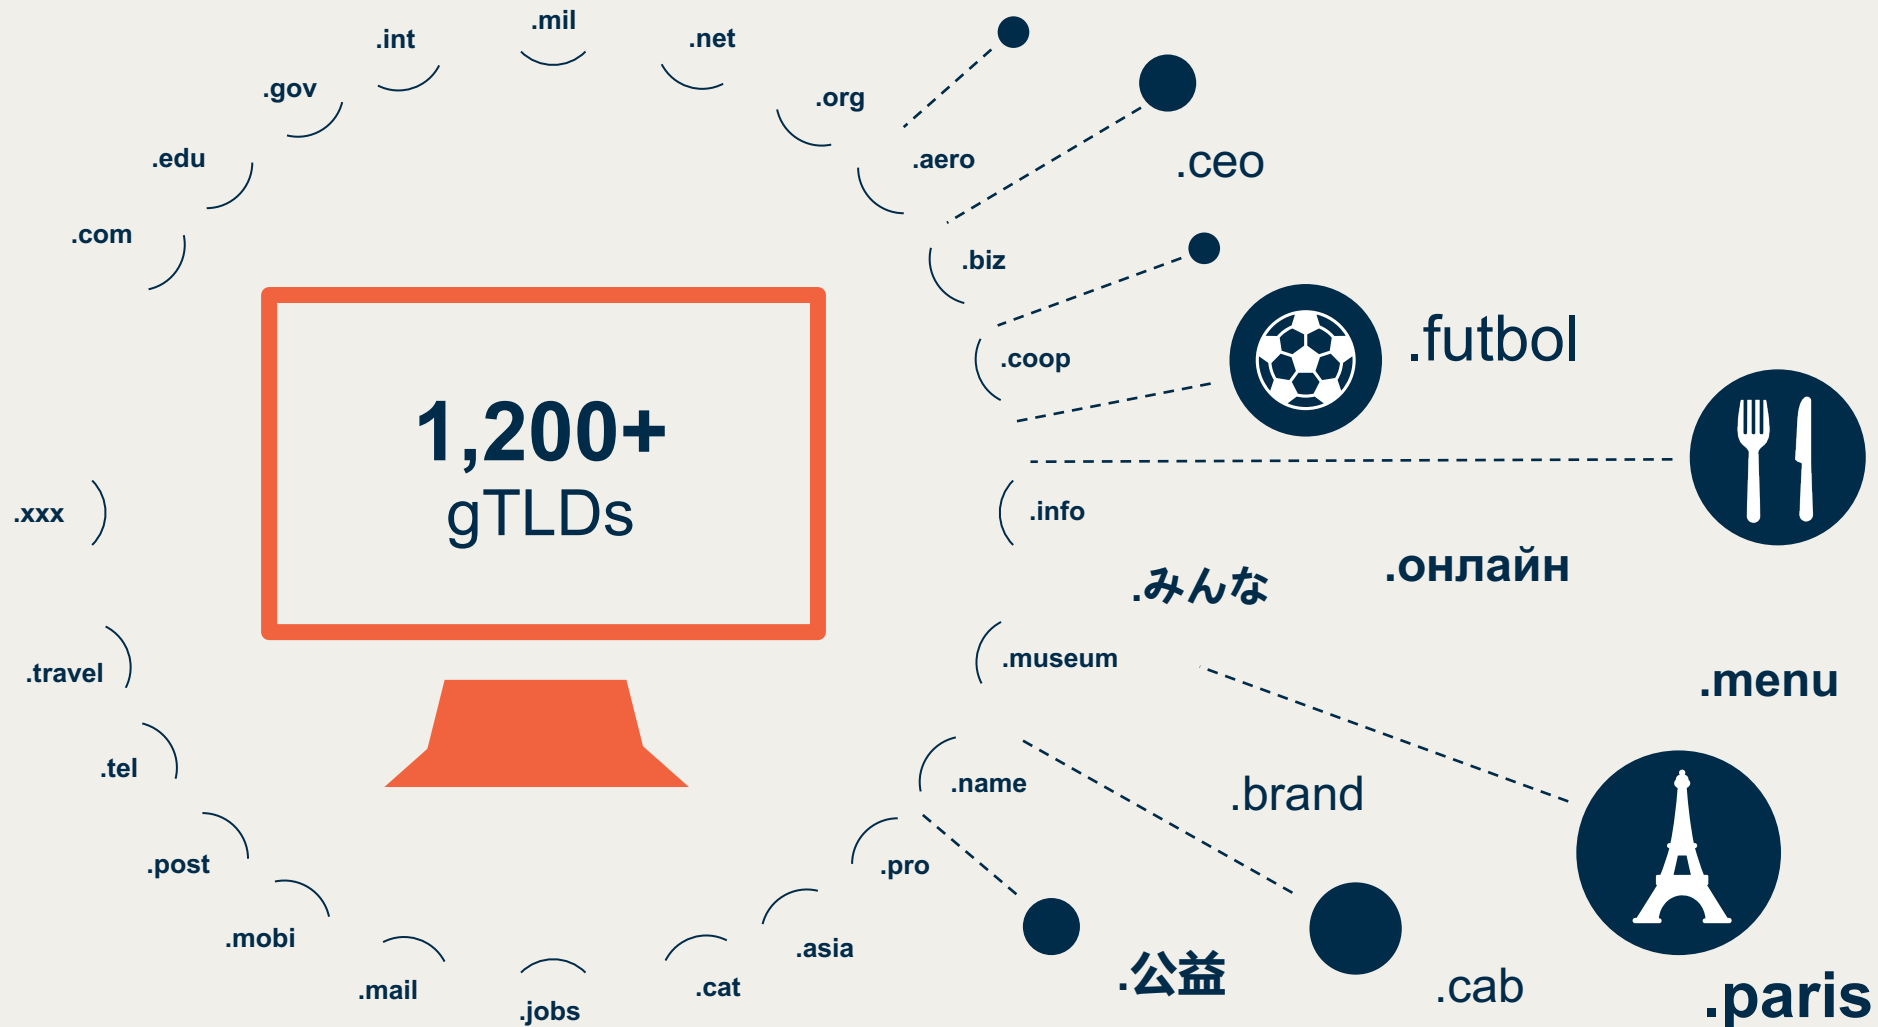 .mil
.int
.net
.gov
.org
.edu
.aero
.ceo
.com
.biz
.futbol
.coop
1,200+
gTLDs
.xxx
.info
.онлайн
.みんな
.museum
.travel
.menu
.tel
.name
.brand
.post
.pro
.mobi
.asia
.公益
.mail
.cat
.cab
.paris
.jobs